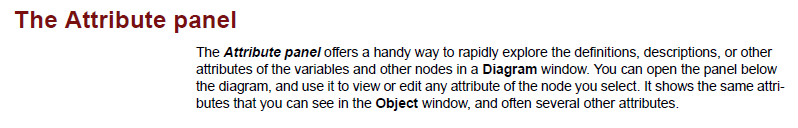 The Attribute panel
The Attribute panel offers a handy way to rapidly explore the definitions, descriptions, or other
attributes of the variables and other nodes in a Diagram window. You can open the panel below
the diagram, and use it to view or edit any attribute of the node you select. It shows the same attri-
butes that you can see in the Object window, and often several other attributes.